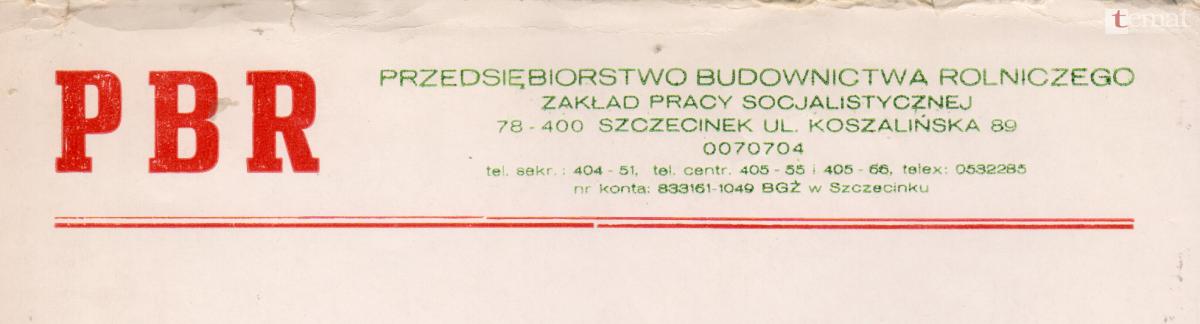 temat
PBR
PRZEDSIĘBIORSTWO BUDOWNICTWA ROLNICZEGO
ZAKŁAD PRACY SOCJALISTYCZNEJ
78-400 SZCZECINEK UL. KOSZALIŃSKA 89
0070704
tel. sekr.: 404-51, tel. centr. 405-55 i 405-66, telex: 0532285
nr konta: 833161-1049 BGŻ w Szczecinku